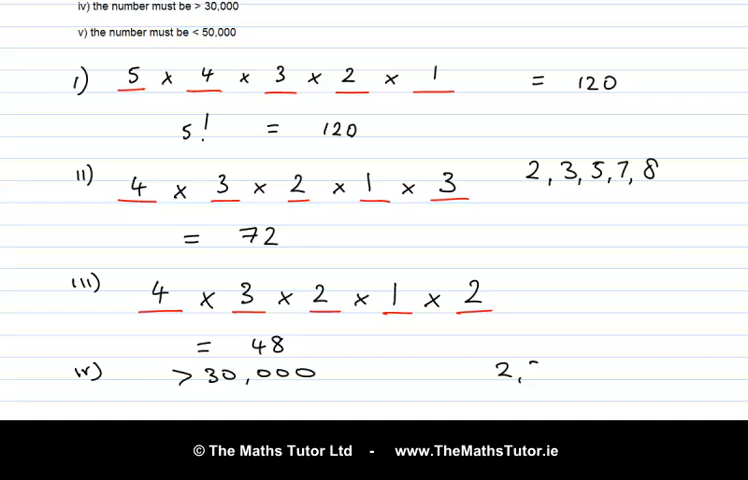 iv) the number must be > 30,000
v) the number must be < 50,000
i) 5 x 4 x 3 x 2 x 1 = 120
5! = 120
ii) 4 x 3 x 2 x 1 x 3 2, 3, 5, 7, 8
= 72
iii) 4 x 3 x 2 x 1 x 2
= 48
iv) > 30,000 2,
© The Maths Tutor Ltd - www.TheMathsTutor.ie